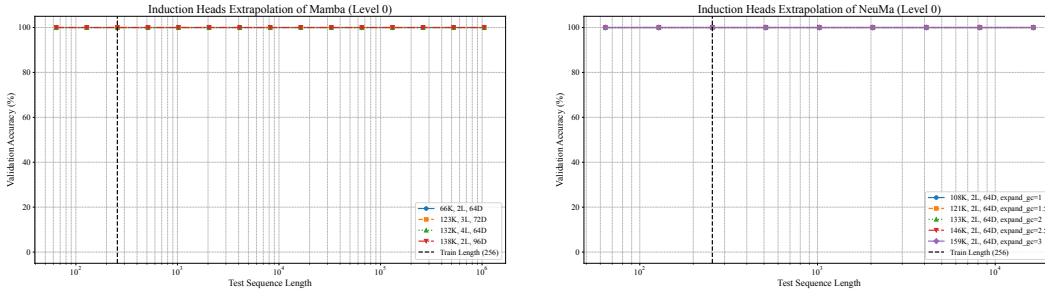 Induction Heads Extrapolation of Mamba (Level 0)
100
80
60
40
20
0
Validation Accuracy (%)
66K, 2L, 64D
123K, 3L, 72D
132K, 4L, 64D
138K, 2L, 96D
Train Length (256)
10²
10³
10⁴
10⁵
10⁶
Test Sequence Length
Induction Heads Extrapolation of NeuMa (Level 0)
100
80
60
40
20
0
Validation Accuracy (%)
108K, 2L, 64D, expand_gc=1
121K, 2L, 64D, expand_gc=1.5
133K, 2L, 64D, expand_gc=2
146K, 2L, 64D, expand_gc=2.5
159K, 2L, 64D, expand_gc=3
Train Length (256)
10²
10³
10⁴
Test Sequence Length